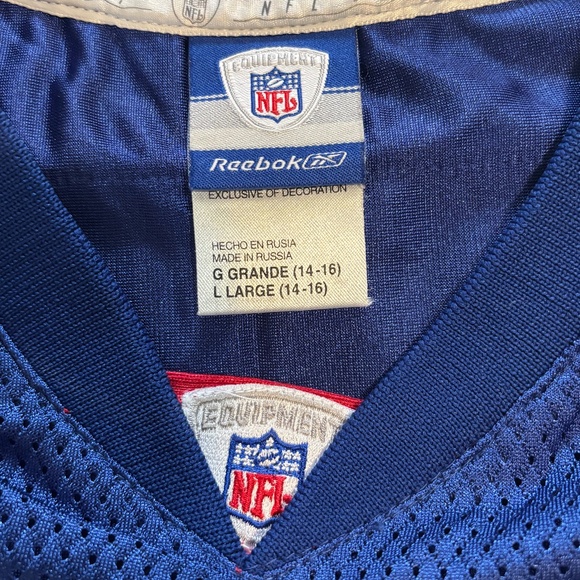 NFL
NFL
EQUIPMENT
NFL
Reebok
EXCLUSIVE OF DECORATION
HECHO EN RUSIA
MADE IN RUSSIA
G GRANDE (14-16)
L LARGE (14-16)
EQUIPMENT
NFL